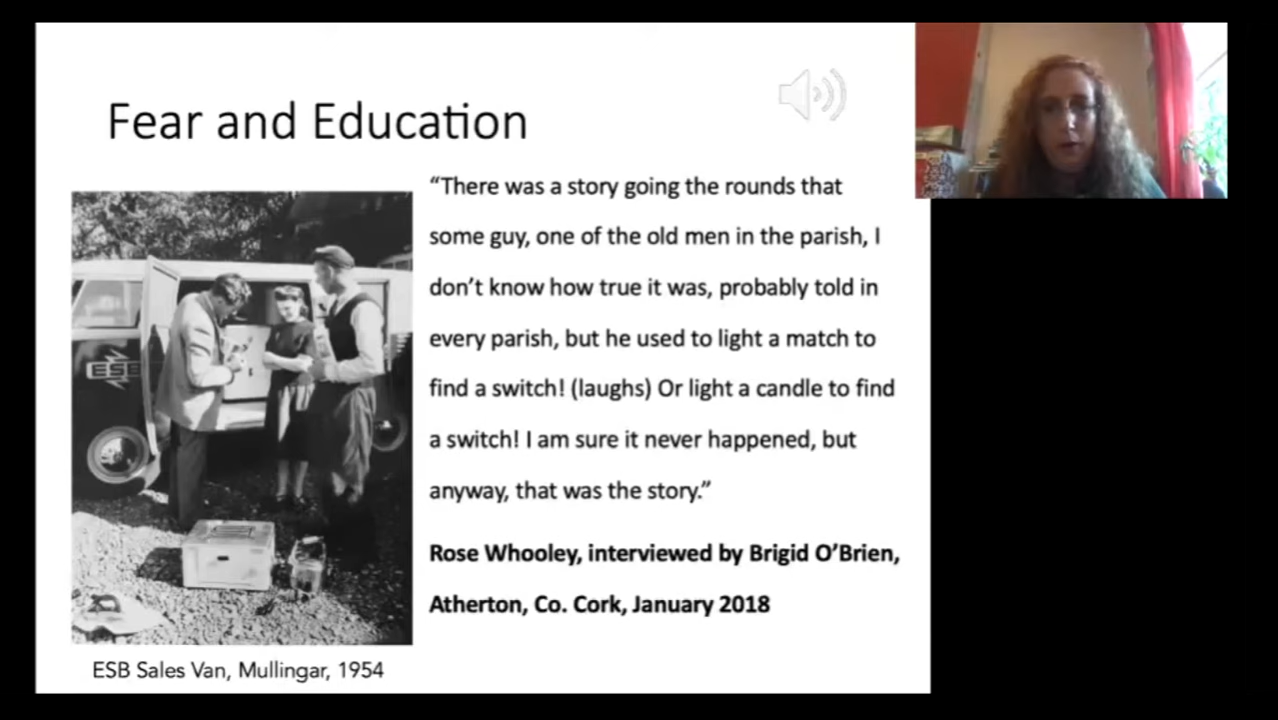 Fear and Education
“There was a story going the rounds that
some guy, one of the old men in the parish, I
don’t know how true it was, probably told in
every parish, but he used to light a match to
find a switch! (laughs) Or light a candle to find
a switch! I am sure it never happened, but
anyway, that was the story.”
Rose Whooley, interviewed by Brigid O’Brien,
Atherton, Co. Cork, January 2018
ESB
ESB Sales Van, Mullingar, 1954